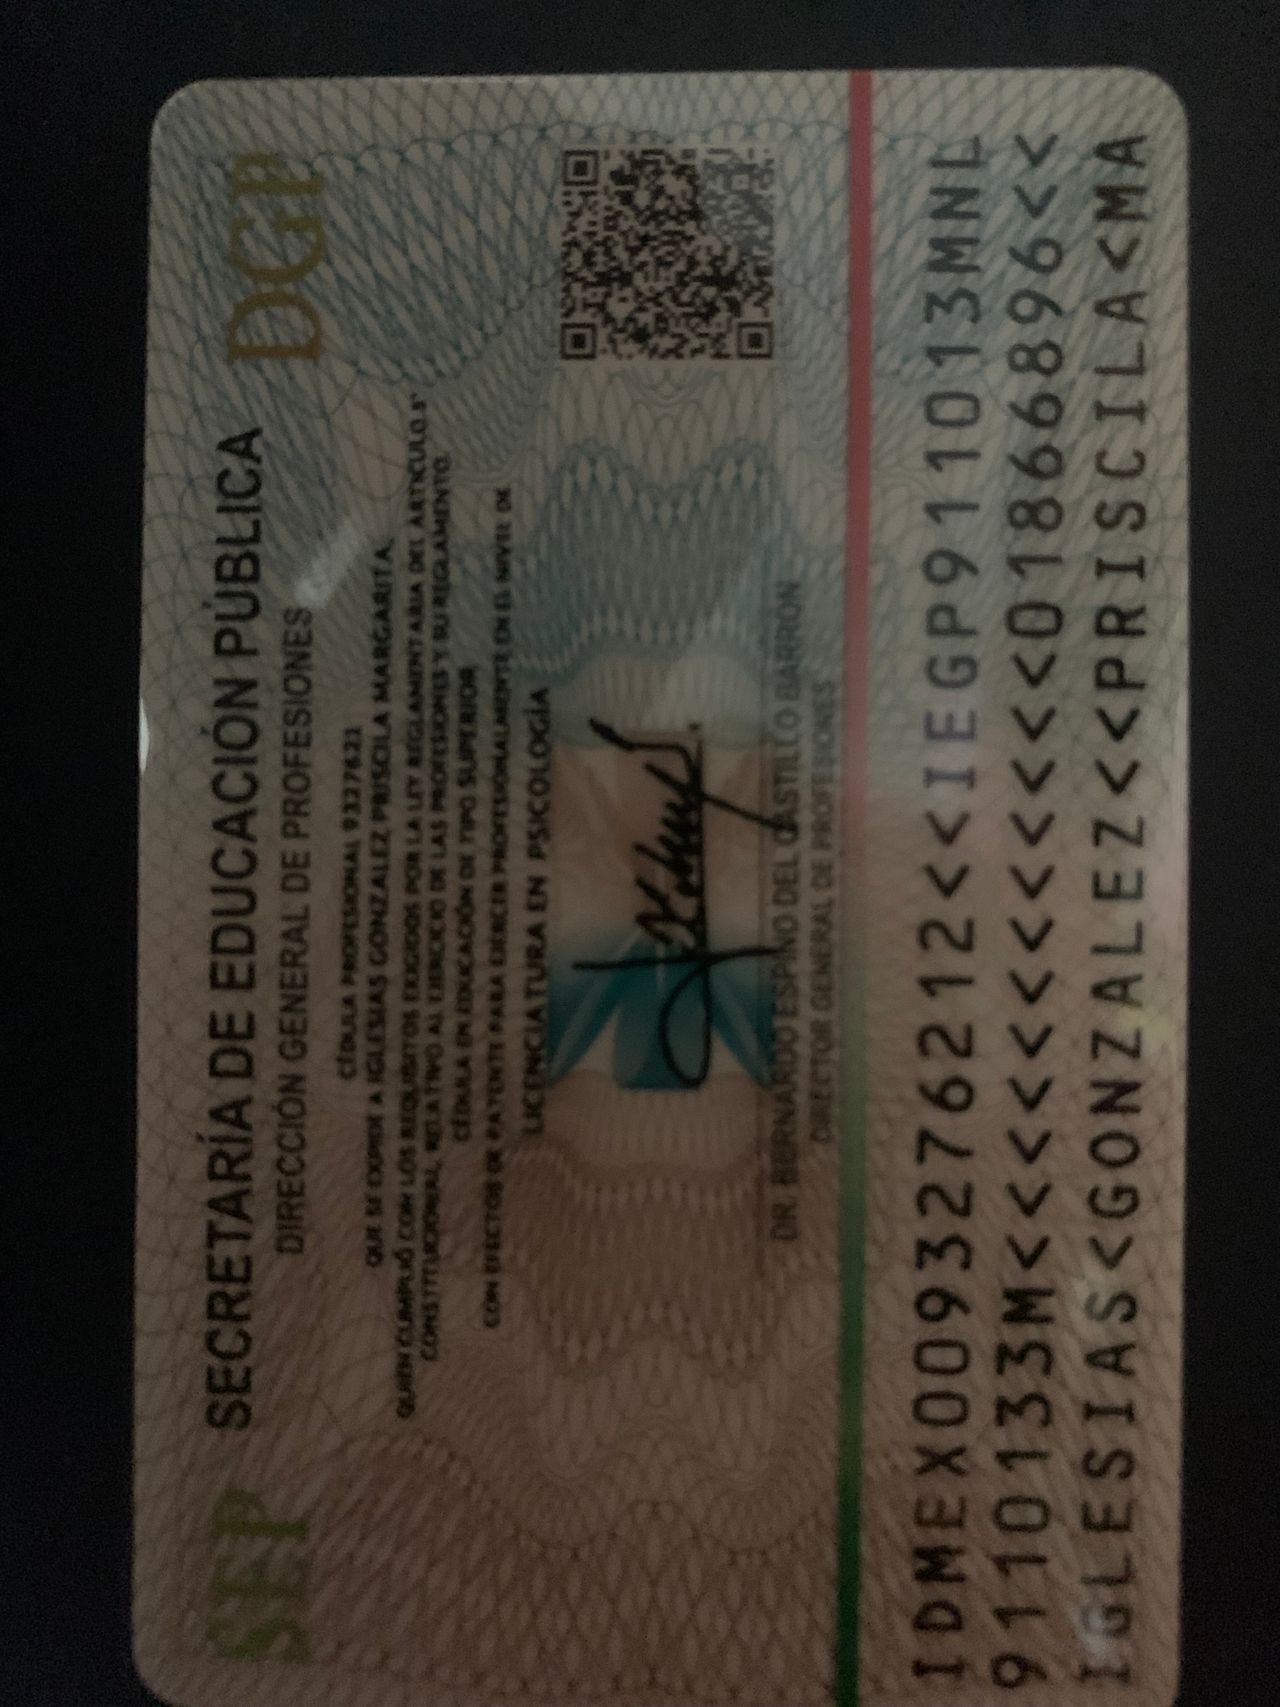 SEP
SECRETARÍA DE EDUCACIÓN PÚBLICA
DGP
DIRECCIÓN GENERAL DE PROFESIONES
CÉDULA PROFESIONAL 9327621
QUE SE EXPIDE A IGLESIAS GONZALEZ PRISCILA MARGARITA,
QUIEN CUMPLIÓ CON LOS REQUISITOS EXIGIDOS POR LA LEY REGLAMENTARIA DEL ARTÍCULO 5°
CONSTITUCIONAL, RELATIVO AL EJERCICIO DE LAS PROFESIONES Y SU REGLAMENTO.
CÉDULA EN EDUCACIÓN DE TIPO SUPERIOR
CON EFECTOS DE PATENTE PARA EJERCER PROFESIONALMENTE EN EL NIVEL DE
LICENCIATURA EN PSICOLOGÍA
DR. BERNARDO ESPINO DEL CASTILLO BARRÓN
DIRECTOR GENERAL DE PROFESIONES
IDMEX0093276212<<IEGP911013MNL
9110133M<<<<<<<<<<<<01866896<<
IGLESIAS<GONZALEZ<<PRISCILA<MA